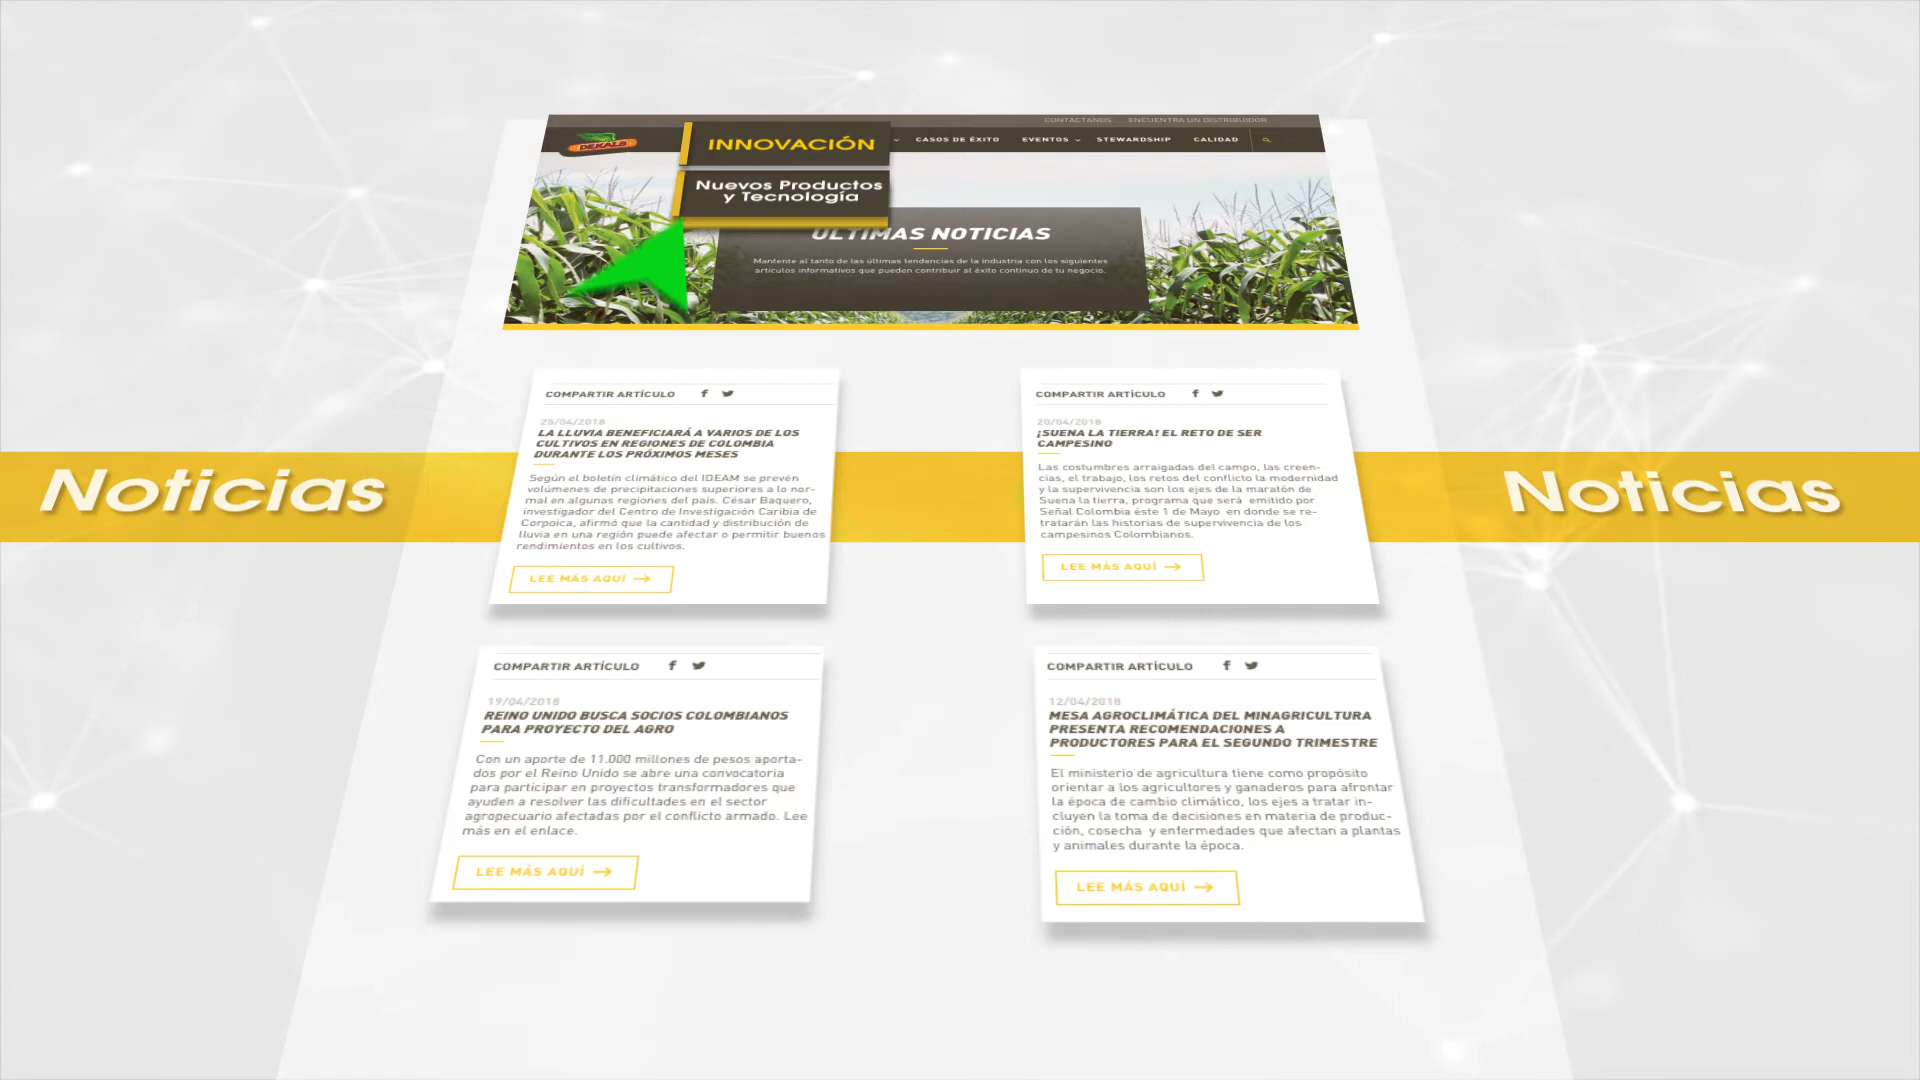 CONTÁCTANOS ENCUENTRA UN DISTRIBUIDOR
DEKALB
INNOVACIÓN
CASOS DE ÉXITO EVENTOS STEWARDSHIP CALIDAD
Nuevos Productos
y Tecnología
ÚLTIMAS NOTICIAS
Mantente al tanto de las últimas tendencias de la industria con los siguientes
artículos informativos que pueden contribuir al éxito continuo de tu negocio.
Noticias
Noticias
COMPARTIR ARTÍCULO
25/04/2018
LA LLUVIA BENEFICIARÁ A VARIOS DE LOS
CULTIVOS EN REGIONES DE COLOMBIA
DURANTE LOS PRÓXIMOS MESES
Según el boletín climático del IDEAM se prevén
volúmenes de precipitaciones superiores a lo nor-
mal en algunas regiones del país. César Baquero,
investigador del Centro de Investigación Caribia de
Corpoica, afirmó que la cantidad y distribución de
lluvia en una región puede afectar o permitir buenos
rendimientos en los cultivos.
LEE MÁS AQUÍ
COMPARTIR ARTÍCULO
20/04/2018
¡SUENA LA TIERRA! EL RETO DE SER
CAMPESINO
Las costumbres arraigadas del campo, las creen-
cias, el trabajo, los retos del conflicto la modernidad
y la supervivencia son los ejes de la maratón de
Suena la tierra, programa que será emitido por
Señal Colombia éste 1 de Mayo en donde se re-
tratarán las historias de supervivencia de los
campesinos Colombianos.
LEE MÁS AQUÍ
COMPARTIR ARTÍCULO
19/04/2018
REINO UNIDO BUSCA SOCIOS COLOMBIANOS
PARA PROYECTO DEL AGRO
Con un aporte de 11.000 millones de pesos aporta-
dos por el Reino Unido se abre una convocatoria
para participar en proyectos transformadores que
ayuden a resolver las dificultades en el sector
agropecuario afectadas por el conflicto armado. Lee
más en el enlace.
LEE MÁS AQUÍ
COMPARTIR ARTÍCULO
12/04/2018
MESA AGROCLIMÁTICA DEL MINAGRICULTURA
PRESENTA RECOMENDACIONES A
PRODUCTORES PARA EL SEGUNDO TRIMESTRE
El ministerio de agricultura tiene como propósito
orientar a los agricultores y ganaderos para afrontar
la época de cambio climático, los ejes a tratar in-
cluyen la toma de decisiones en materia de produc-
ción, cosecha y enfermedades que afectan a plantas
y animales durante la época.
LEE MÁS AQUÍ